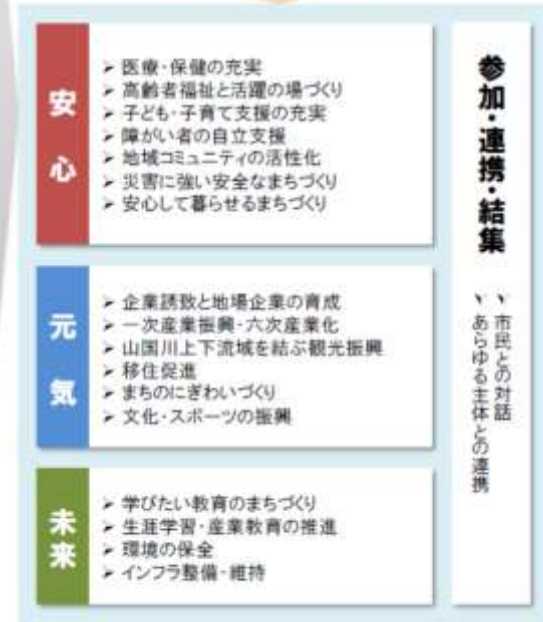 安心
➢ 医療・保健の充実
➢ 高齢者福祉と活躍の場づくり
➢ 子ども・子育て支援の充実
➢ 障がい者の自立支援
➢ 地域コミュニティの活性化
➢ 災害に強い安全なまちづくり
➢ 安心して暮らせるまちづくり
元気
➢ 企業誘致と地場企業の育成
➢ 一次産業振興・六次産業化
➢ 山国川上下流域を結ぶ観光振興
➢ 移住促進
➢ まちのにぎわいづくり
➢ 文化・スポーツの振興
未来
➢ 学びたい教育のまちづくり
➢ 生涯学習・産業教育の推進
➢ 環境の保全
➢ インフラ整備・維持
参加・連携・結集
➢ 市民との対話
➢ あらゆる主体との連携